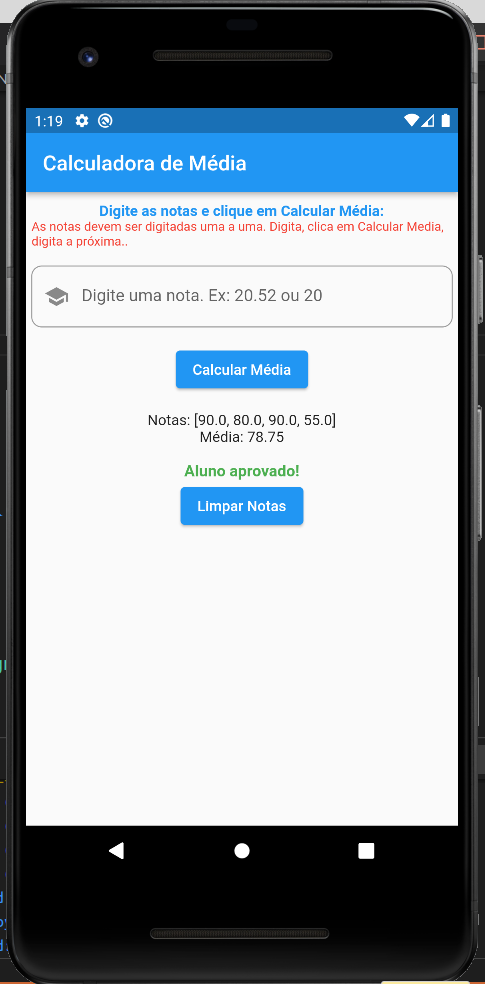 1:19
Calculadora de Média
Digite as notas e clique em Calcular Média:
As notas devem ser digitadas uma a uma. Digita, clica em Calcular Media,
digita a próxima..
Digite uma nota. Ex: 20.52 ou 20
Calcular Média
Notas: [90.0, 80.0, 90.0, 55.0]
Média: 78.75
Aluno aprovado!
Limpar Notas